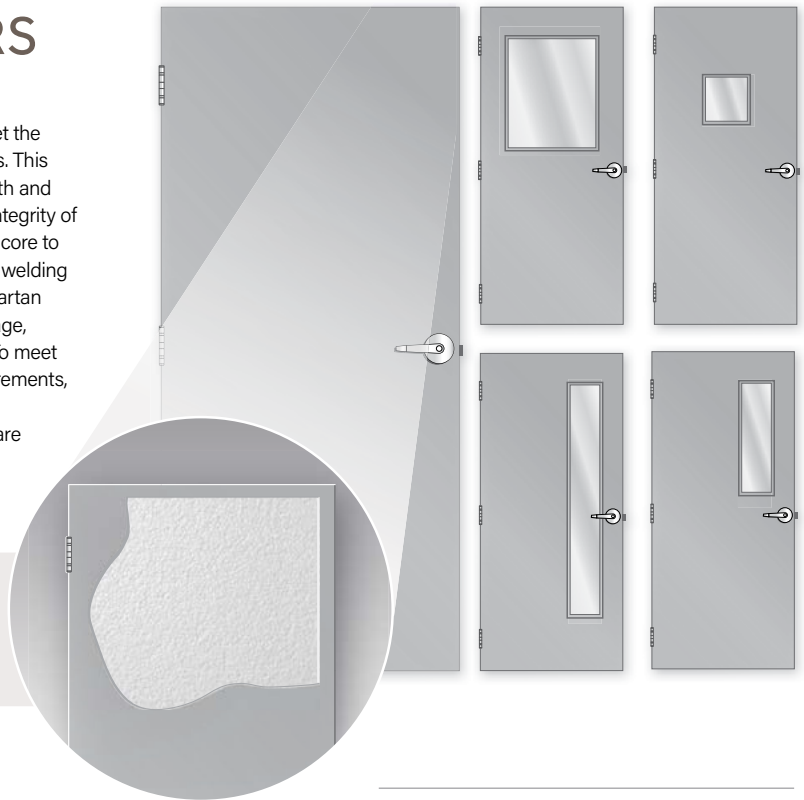 RS
et the
s. This
th and
ntegrity of
core to
welding
artan
ge,
o meet
rements,
are